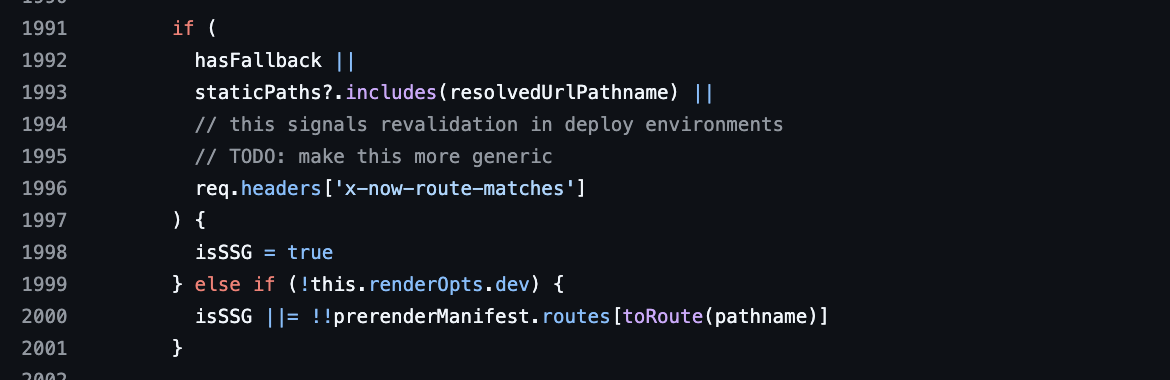 1990
1991 if (
1992 hasFallback ||
1993 staticPaths?.includes(resolvedUrlPathname) ||
1994 // this signals revalidation in deploy environments
1995 // TODO: make this more generic
1996 req.headers['x-now-route-matches']
1997 ) {
1998 isSSG = true
1999 } else if (!this.renderOpts.dev) {
2000 isSSG ||= !!prerenderManifest.routes[toRoute(pathname)]
2001 }
2002